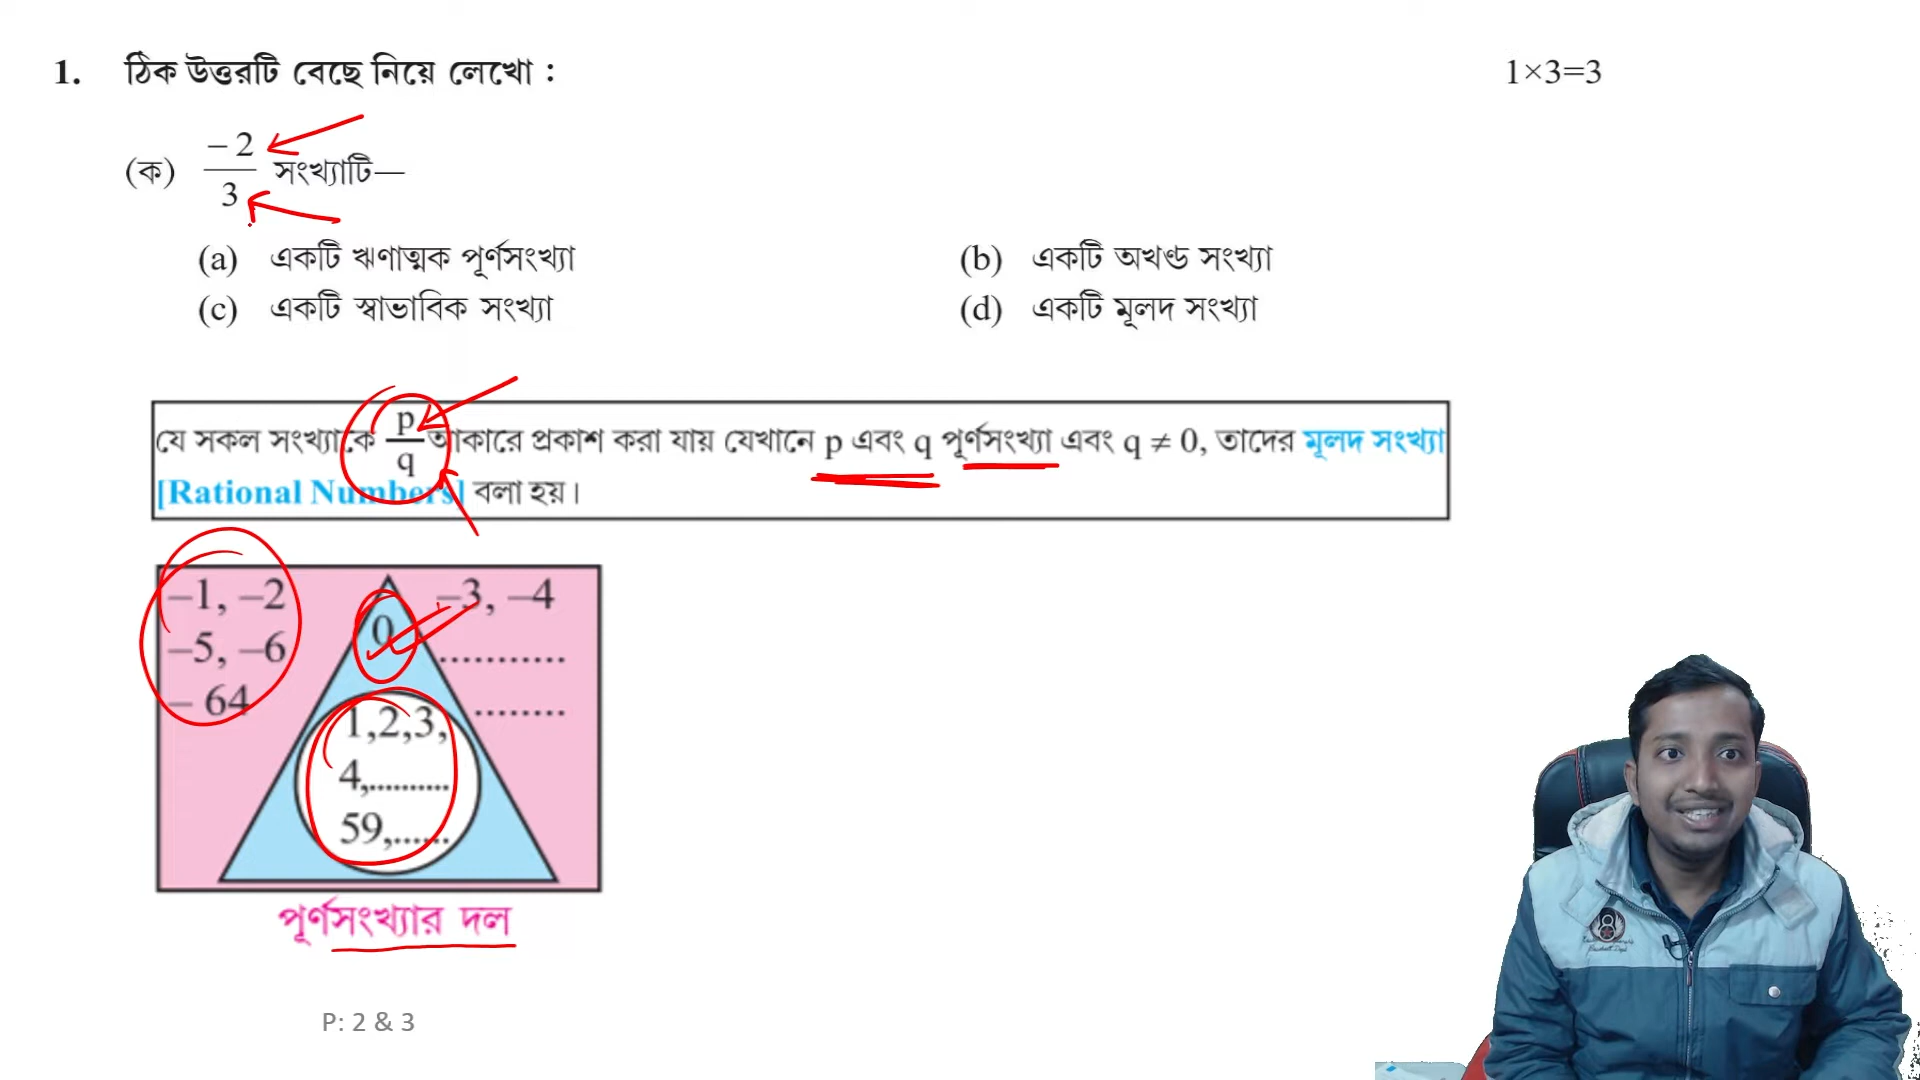 1. ঠিক উত্তরটি বেছে নিয়ে লেখো : 1×3=3
(ক) −2/3 সংখ্যাটি—
(a) একটি ঋণাত্মক পূর্ণসংখ্যা (b) একটি অখণ্ড সংখ্যা
(c) একটি স্বাভাবিক সংখ্যা (d) একটি মূলদ সংখ্যা
যে সকল সংখ্যাকে p/q আকারে প্রকাশ করা যায় যেখানে p এবং q পূর্ণসংখ্যা এবং q ≠ 0, তাদের মূলদ সংখ্যা
[Rational Numbers] বলা হয়।
–1, –2 0 –3, –4
–5, –6 ............
– 64 ........
1,2,3,
4,..........
59,......
পূর্ণসংখ্যার দল
P: 2 & 3